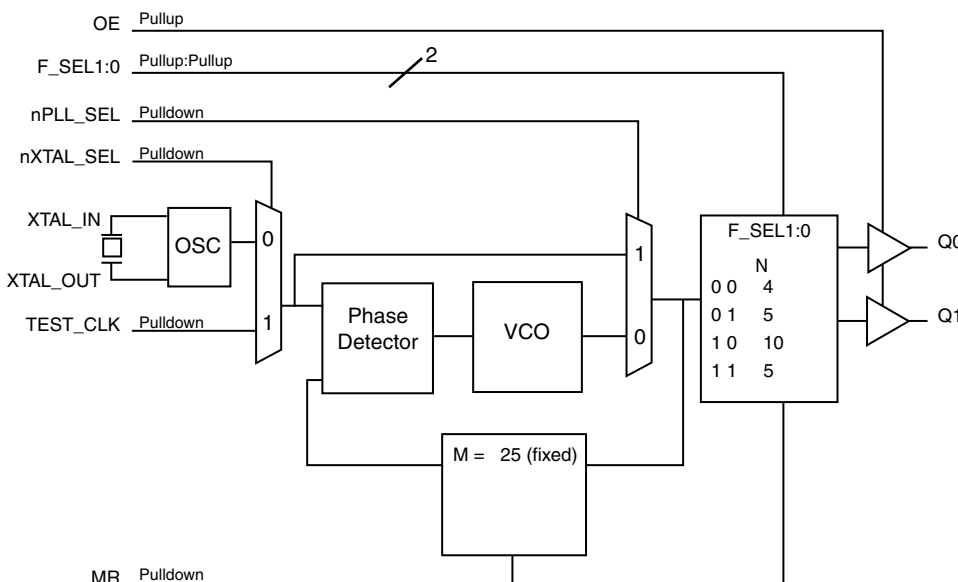 OE Pullup
F_SEL1:0 Pullup:Pullup 2
nPLL_SEL Pulldown
nXTAL_SEL Pulldown
XTAL_IN
OSC
XTAL_OUT
TEST_CLK Pulldown
0
1
Phase
Detector
VCO
1
0
F_SEL1:0
N
0 0 4
0 1 5
1 0 10
1 1 5
Q0
Q1
M = 25 (fixed)
MR Pulldown